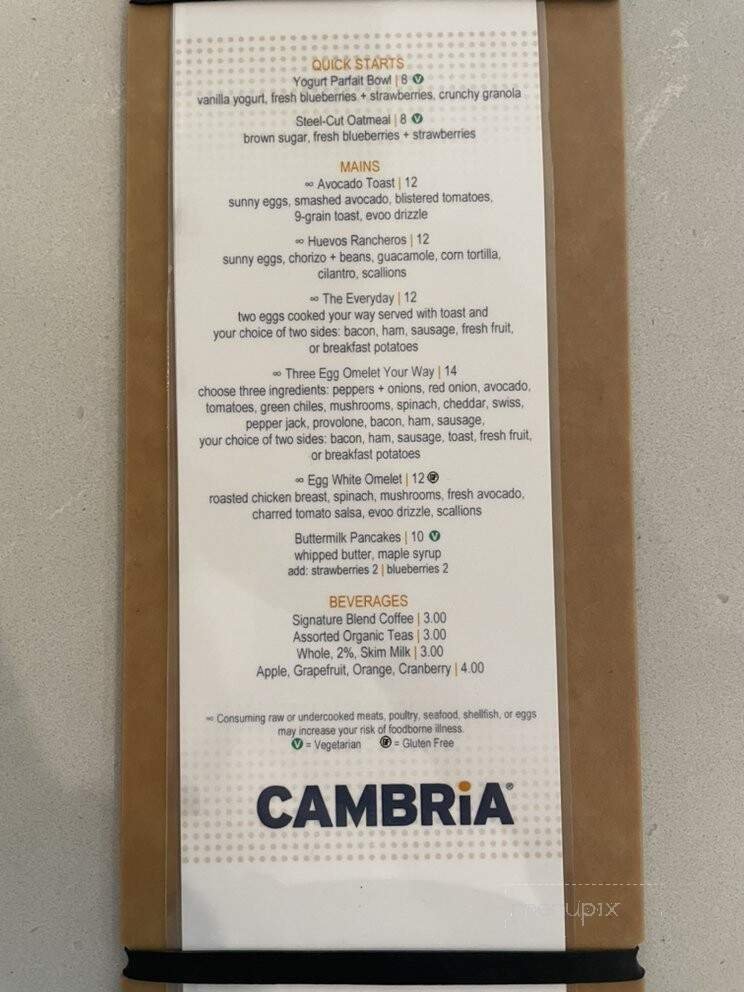 QUICK STARTS
Yogurt Parfait Bowl | 8 V
vanilla yogurt, fresh blueberries + strawberries, crunchy granola
Steel-Cut Oatmeal | 8 V
brown sugar, fresh blueberries + strawberries
MAINS
∞ Avocado Toast | 12
sunny eggs, smashed avocado, blistered tomatoes,
9-grain toast, evoo drizzle
∞ Huevos Rancheros | 12
sunny eggs, chorizo + beans, guacamole, corn tortilla,
cilantro, scallions
∞ The Everyday | 12
two eggs cooked your way served with toast and
your choice of two sides: bacon, ham, sausage, fresh fruit,
or breakfast potatoes
∞ Three Egg Omelet Your Way | 14
choose three ingredients: peppers + onions, red onion, avocado,
tomatoes, green chiles, mushrooms, spinach, cheddar, swiss,
pepper jack, provolone, bacon, ham, sausage,
your choice of two sides: bacon, ham, sausage, toast, fresh fruit,
or breakfast potatoes
∞ Egg White Omelet | 12
roasted chicken breast, spinach, mushrooms, fresh avocado,
charred tomato salsa, evoo drizzle, scallions
Buttermilk Pancakes | 10 V
whipped butter, maple syrup
add: strawberries 2 | blueberries 2
BEVERAGES
Signature Blend Coffee | 3.00
Assorted Organic Teas | 3.00
Whole, 2%, Skim Milk | 3.00
Apple, Grapefruit, Orange, Cranberry | 4.00
∞ Consuming raw or undercooked meats, poultry, seafood, shellfish, or eggs
may increase your risk of foodborne illness.
V = Vegetarian = Gluten Free
CAMBRiA®